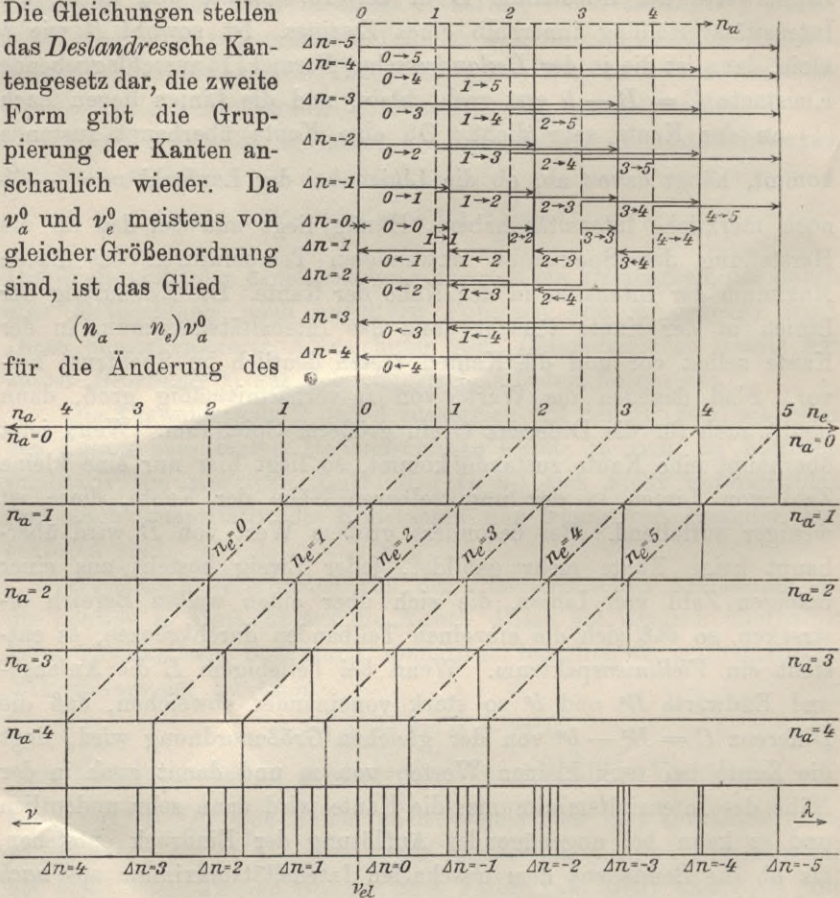 Die Gleichungen stellen
das Deslandressche Kan-
tengesetz dar, die zweite
Form gibt die Grup-
pierung der Kanten an-
schaulich wieder. Da
ν_a^0 und ν_e^0 meistens von
gleicher Größenordnung
sind, ist das Glied
(n_a — n_e) ν_a^0
für die Änderung des
0 1 2 3 4 n_a
Δn=-5
0→5
Δn=-4
0→4 1→5
Δn=-3
0→3 1→4 2→5
Δn=-2
0→2 1→3 2→4 3→5
Δn=-1
0→1 1→2 2→3 3→4 4→5
Δn=0
0→0 1 1 2→2 3→3 4→4
Δn=1
0←1 1←2 2←3 3←4
Δn=2
0←2 1←3 2←4
Δn=3
0←3 1←4
Δn=4
0←4
n_a 4 3 2 1 0 1 2 3 4 5 n_e
n_a=0 n_a=0
n_a=1 n_a=1
n_e=0 n_e=1 n_e=2 n_e=3 n_e=4 n_e=5
n_a=2 n_a=2
n_a=3 n_a=3
n_a=4 n_a=4
ν λ
Δn=4 Δn=3 Δn=2 Δn=1 Δn=0 Δn=-1 Δn=-2 Δn=-3 Δn=-4 Δn=-5
ν_el